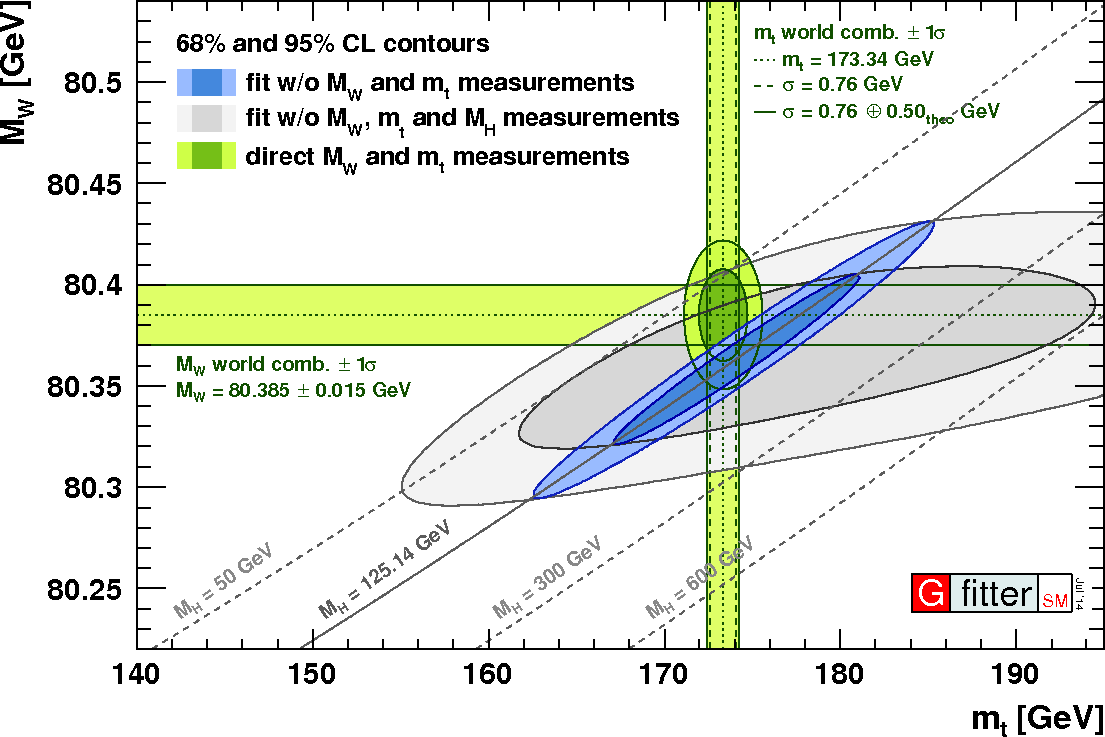 M_W [GeV]
80.5
80.45
80.4
80.35
80.3
80.25
68% and 95% CL contours
fit w/o M_W and m_t measurements
fit w/o M_W, m_t and M_H measurements
direct M_W and m_t measurements
m_t world comb. ± 1σ
m_t = 173.34 GeV
σ = 0.76 GeV
σ = 0.76 ⊕ 0.50_theo GeV
M_W world comb. ± 1σ
M_W = 80.385 ± 0.015 GeV
M_H = 50 GeV
M_H = 125.14 GeV
M_H = 300 GeV
M_H = 600 GeV
G fitter SM
Jul '14
140 150 160 170 180 190
m_t [GeV]